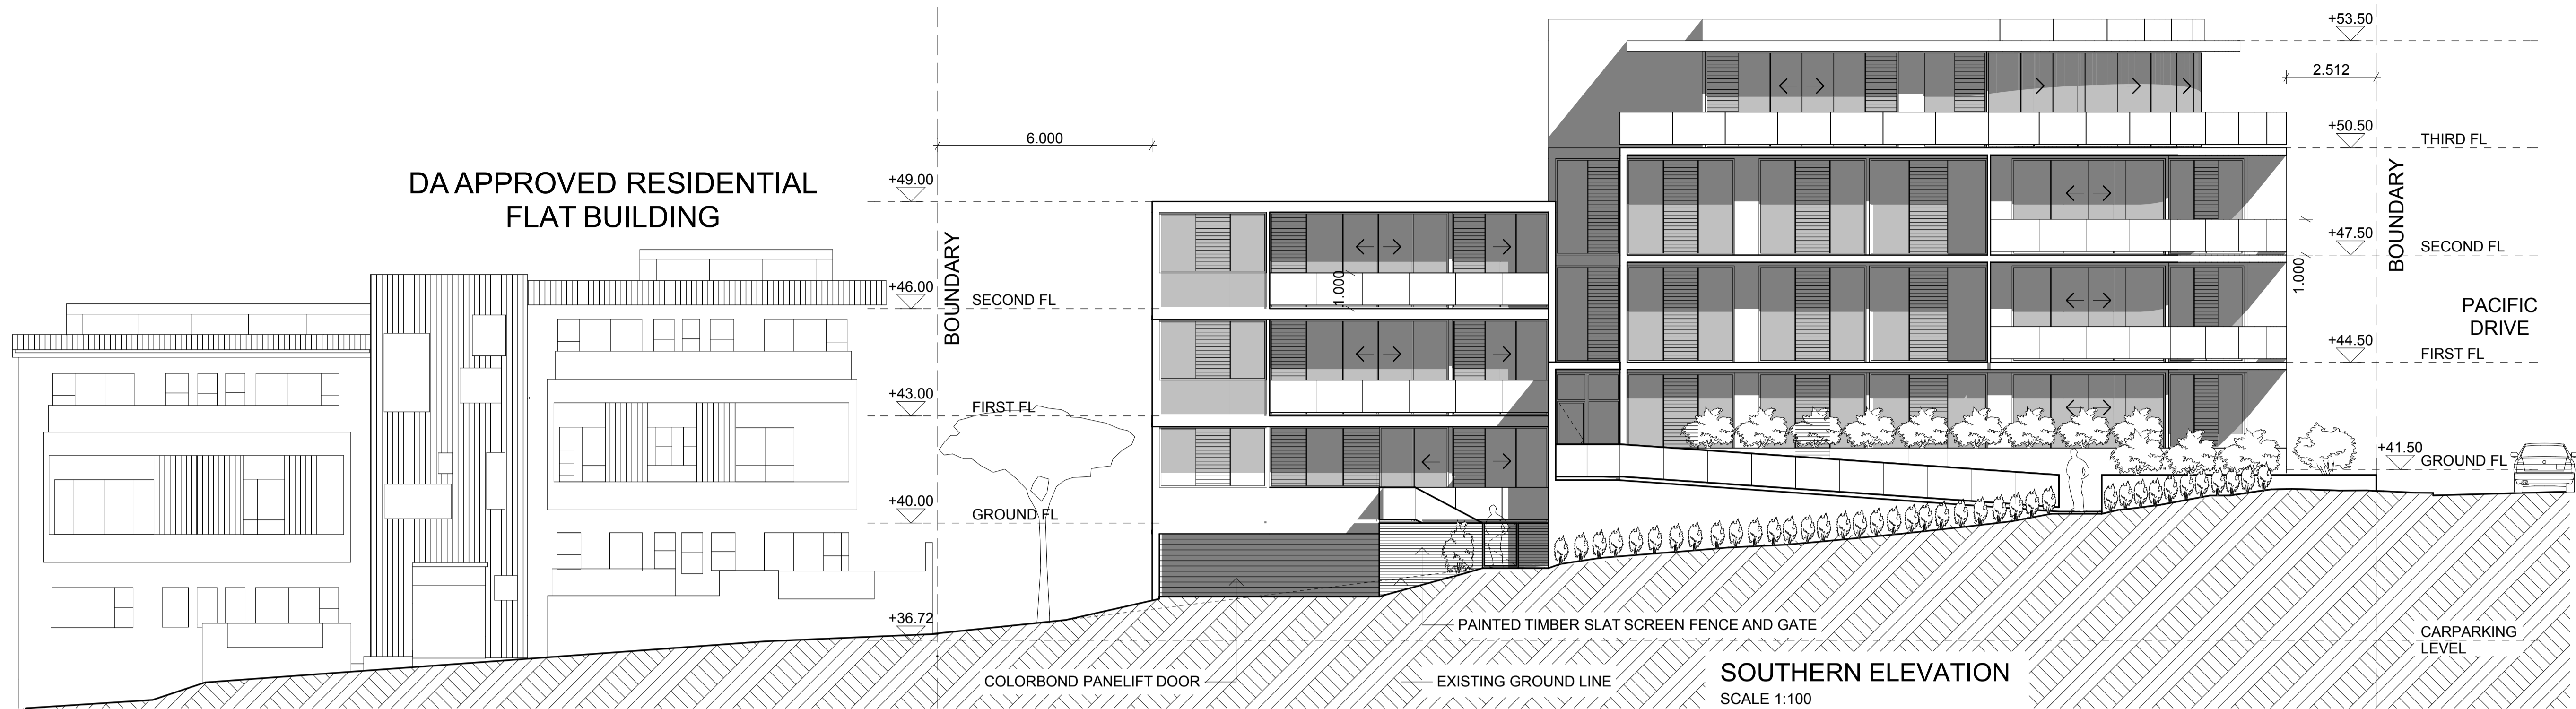 DA APPROVED RESIDENTIAL
FLAT BUILDING
BOUNDARY
6.000
+49.00
+46.00
SECOND FL
1.000
+43.00
FIRST FL
+40.00
GROUND FL
+36.72
COLORBOND PANELIFT DOOR
EXISTING GROUND LINE
PAINTED TIMBER SLAT SCREEN FENCE AND GATE
SOUTHERN ELEVATION
SCALE 1:100
+53.50
2.512
+50.50
THIRD FL
BOUNDARY
+47.50
SECOND FL
1.000
PACIFIC
DRIVE
+44.50
FIRST FL
+41.50
GROUND FL
CARPARKING
LEVEL